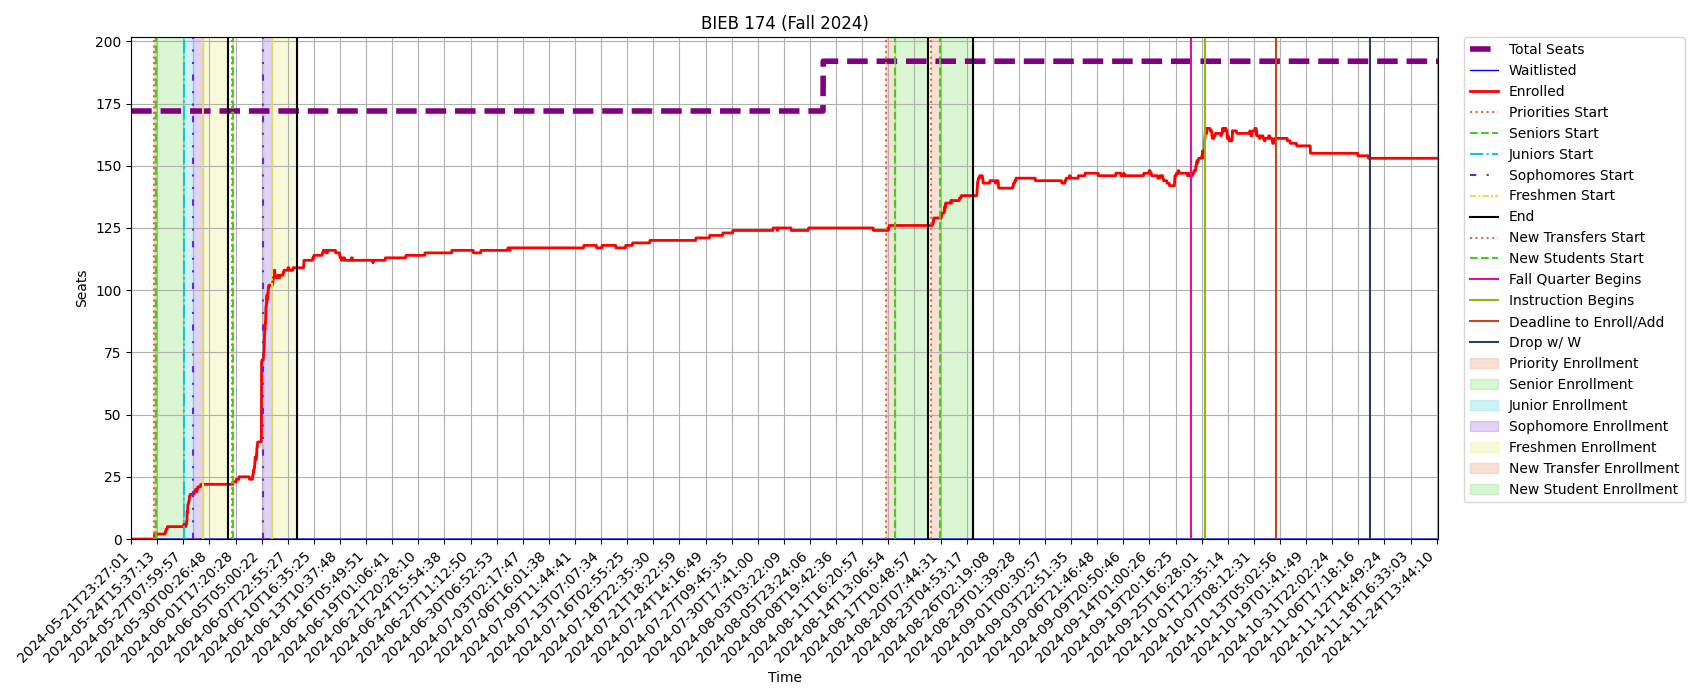 BIEB 174 (Fall 2024)
200
175
150
125
100
75
50
25
0
Seats
2024-05-21T23:27:01
2024-05-24T15:37:13
2024-05-27T07:59:57
2024-05-30T00:26:48
2024-06-01T17:20:28
2024-06-05T05:00:22
2024-06-07T22:55:27
2024-06-10T16:35:25
2024-06-13T10:37:48
2024-06-16T05:49:51
2024-06-19T01:06:41
2024-06-21T20:28:10
2024-06-24T15:54:38
2024-06-27T11:12:50
2024-06-30T06:52:53
2024-07-03T02:17:47
2024-07-06T16:01:38
2024-07-09T11:44:41
2024-07-13T07:07:34
2024-07-16T02:55:25
2024-07-18T22:35:30
2024-07-21T18:22:59
2024-07-24T14:16:49
2024-07-27T09:45:35
2024-07-30T17:41:00
2024-08-03T03:22:09
2024-08-05T23:24:06
2024-08-08T19:42:36
2024-08-11T16:20:57
2024-08-14T13:06:54
2024-08-17T10:48:57
2024-08-20T07:44:31
2024-08-23T04:53:17
2024-08-26T02:19:08
2024-08-29T01:39:28
2024-09-01T00:30:57
2024-09-03T22:51:35
2024-09-06T21:46:48
2024-09-09T20:50:46
2024-09-14T01:00:26
2024-09-19T20:16:25
2024-09-25T16:28:01
2024-10-01T12:35:14
2024-10-07T08:12:31
2024-10-13T05:02:56
2024-10-19T01:41:49
2024-10-31T22:02:24
2024-11-06T17:18:16
2024-11-12T14:49:24
2024-11-18T16:33:03
2024-11-24T13:44:10
Time
Total Seats
Waitlisted
Enrolled
Priorities Start
Seniors Start
Juniors Start
Sophomores Start
Freshmen Start
End
New Transfers Start
New Students Start
Fall Quarter Begins
Instruction Begins
Deadline to Enroll/Add
Drop w/ W
Priority Enrollment
Senior Enrollment
Junior Enrollment
Sophomore Enrollment
Freshmen Enrollment
New Transfer Enrollment
New Student Enrollment